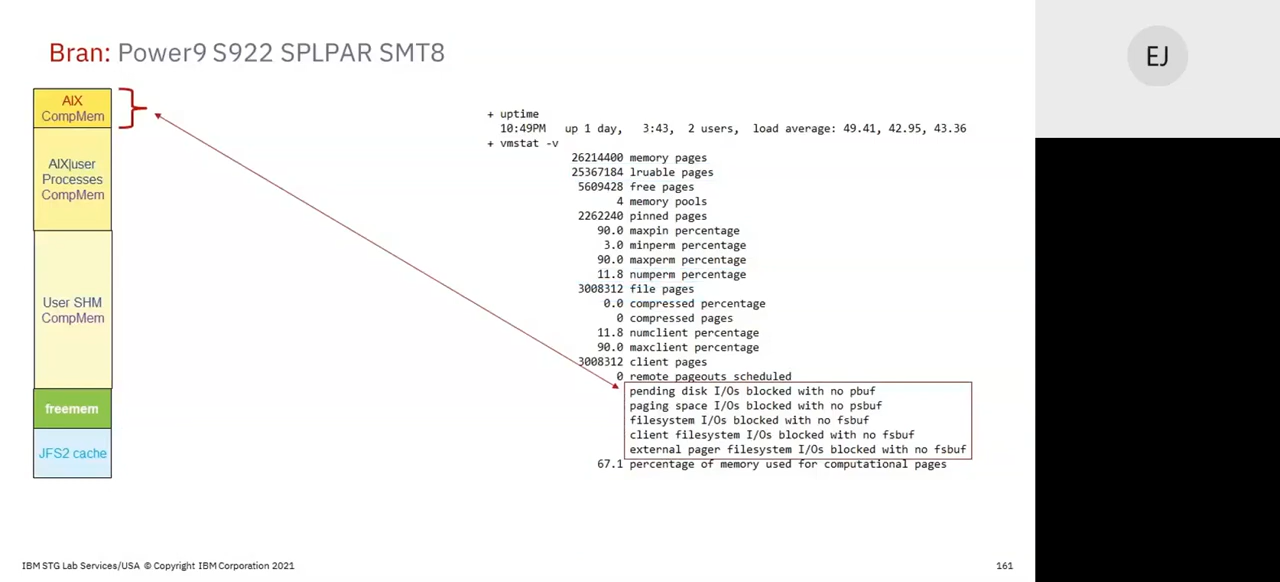 Bran: Power9 S922 SPLPAR SMT8
EJ
AIX
CompMem
AIX|user
Processes
CompMem
User SHM
CompMem
freemem
JFS2 cache
+ uptime
10:49PM up 1 day, 3:43, 2 users, load average: 49.41, 42.95, 43.36
+ vmstat -v
26214400 memory pages
25367184 lruable pages
5609428 free pages
4 memory pools
2262240 pinned pages
90.0 maxpin percentage
3.0 minperm percentage
90.0 maxperm percentage
11.8 numperm percentage
3008312 file pages
0.0 compressed percentage
0 compressed pages
11.8 numclient percentage
90.0 maxclient percentage
3008312 client pages
0 remote pageouts scheduled
pending disk I/Os blocked with no pbuf
paging space I/Os blocked with no psbuf
filesystem I/Os blocked with no fsbuf
client filesystem I/Os blocked with no fsbuf
external pager filesystem I/Os blocked with no fsbuf
67.1 percentage of memory used for computational pages
IBM STG Lab Services/USA © Copyright IBM Corporation 2021
161